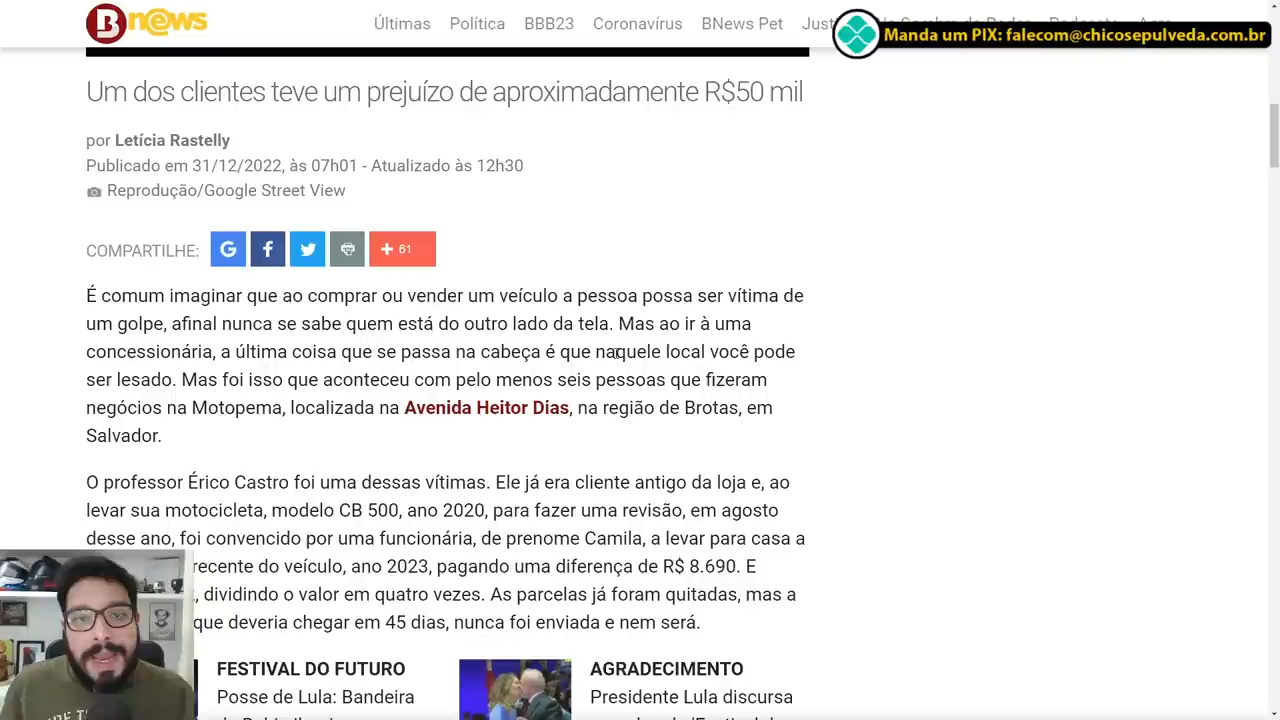 Bnews
Últimas Política BBB23 Coronavírus BNews Pet
Manda um PIX: falecom@chicosepulveda.com.br
Um dos clientes teve um prejuízo de aproximadamente R$50 mil
por Letícia Rastelly
Publicado em 31/12/2022, às 07h01 - Atualizado às 12h30
Reprodução/Google Street View
COMPARTILHE: G f + 61
É comum imaginar que ao comprar ou vender um veículo a pessoa possa ser vítima de
um golpe, afinal nunca se sabe quem está do outro lado da tela. Mas ao ir à uma
concessionária, a última coisa que se passa na cabeça é que naquele local você pode
ser lesado. Mas foi isso que aconteceu com pelo menos seis pessoas que fizeram
negócios na Motopema, localizada na Avenida Heitor Dias, na região de Brotas, em
Salvador.
O professor Érico Castro foi uma dessas vítimas. Ele já era cliente antigo da loja e, ao
levar sua motocicleta, modelo CB 500, ano 2020, para fazer uma revisão, em agosto
desse ano, foi convencido por uma funcionária, de prenome Camila, a levar para casa a
recente do veículo, ano 2023, pagando uma diferença de R$ 8.690. E
, dividindo o valor em quatro vezes. As parcelas já foram quitadas, mas a
que deveria chegar em 45 dias, nunca foi enviada e nem será.
FESTIVAL DO FUTURO
Posse de Lula: Bandeira
AGRADECIMENTO
Presidente Lula discursa